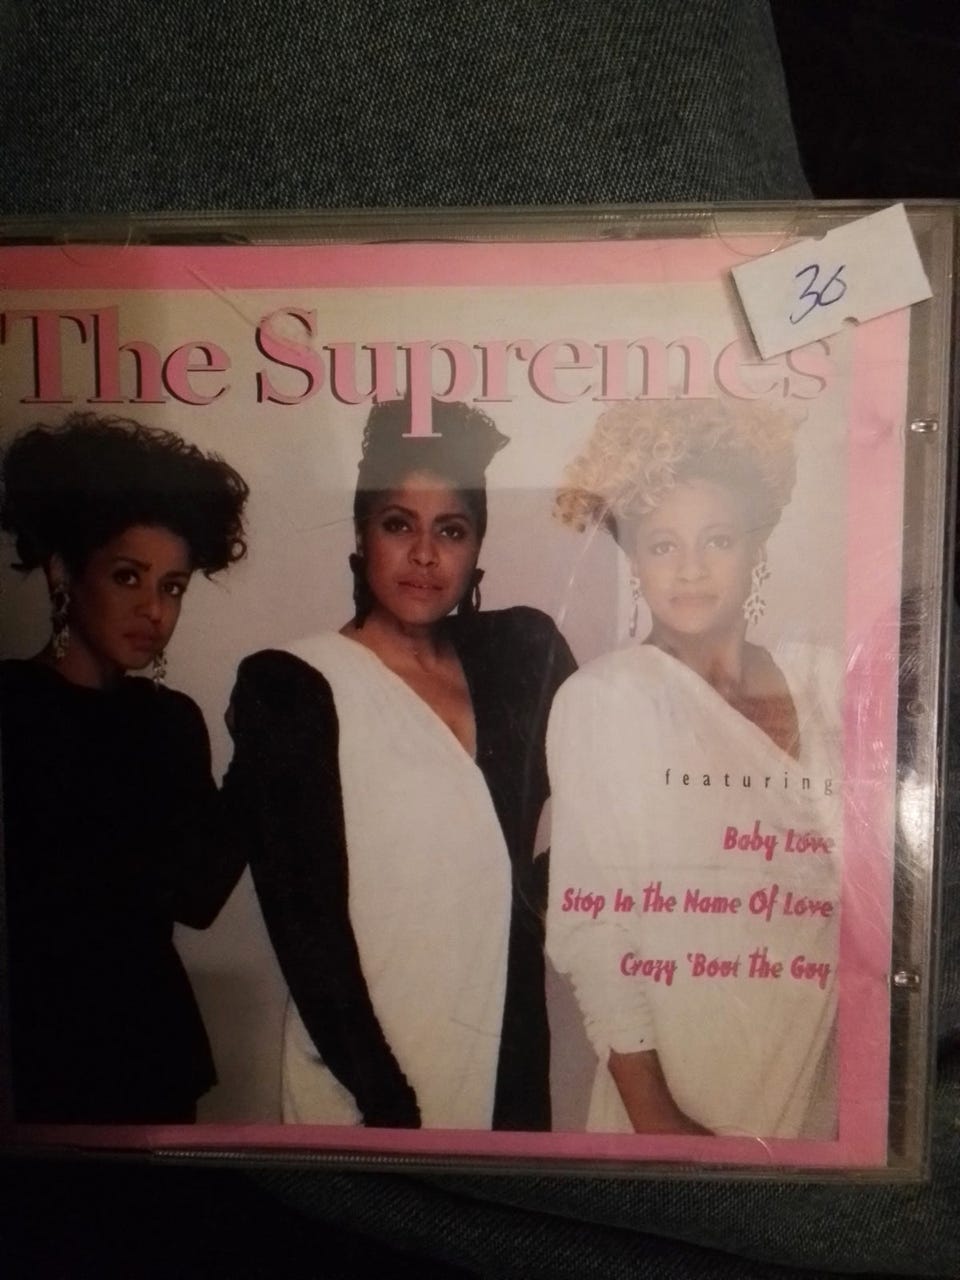 The Supremes
30
featuring
Baby Love
Stop In The Name Of Love
Crazy 'Bout The Guy